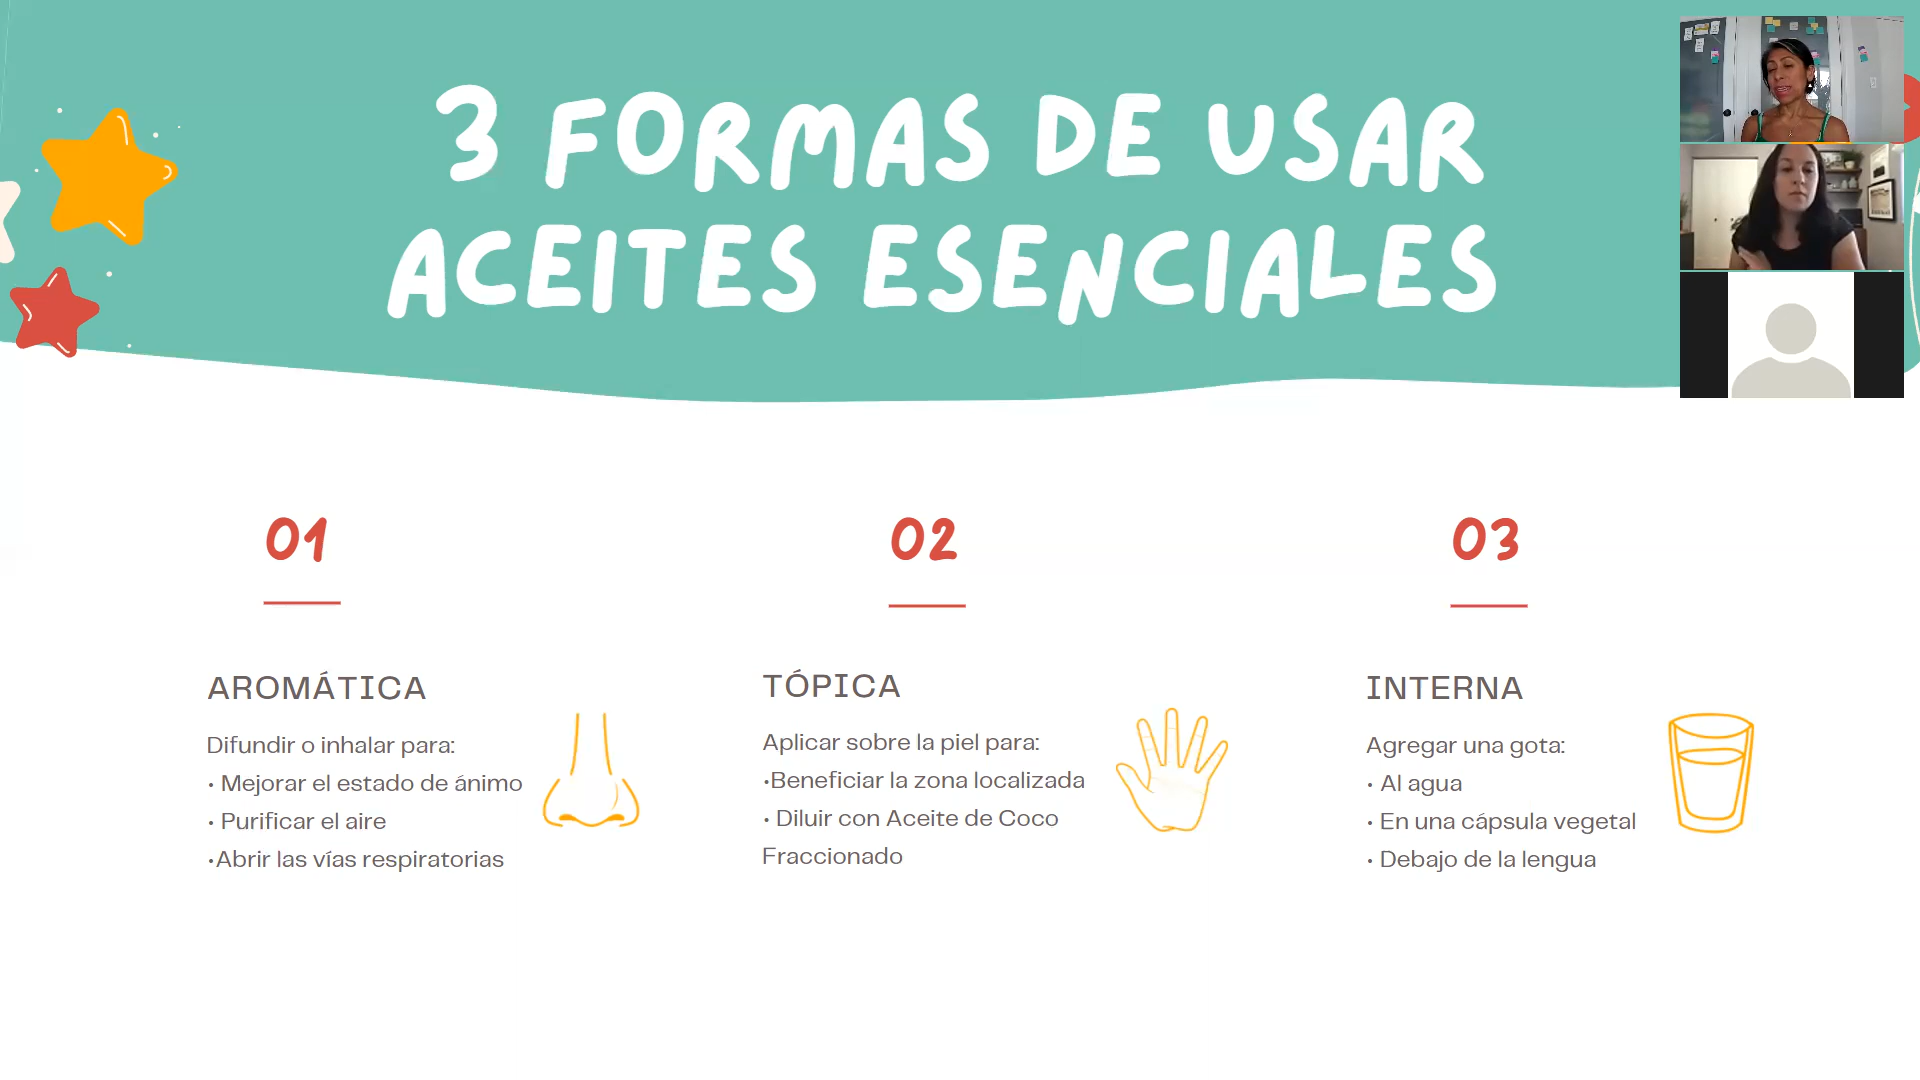 3 FORMAS DE USAR
ACEITES ESENCIALES
01
AROMÁTICA
Difundir o inhalar para:
• Mejorar el estado de ánimo
• Purificar el aire
•Abrir las vías respiratorias
02
TÓPICA
Aplicar sobre la piel para:
•Beneficiar la zona localizada
• Diluir con Aceite de Coco
Fraccionado
03
INTERNA
Agregar una gota:
• Al agua
• En una cápsula vegetal
• Debajo de la lengua